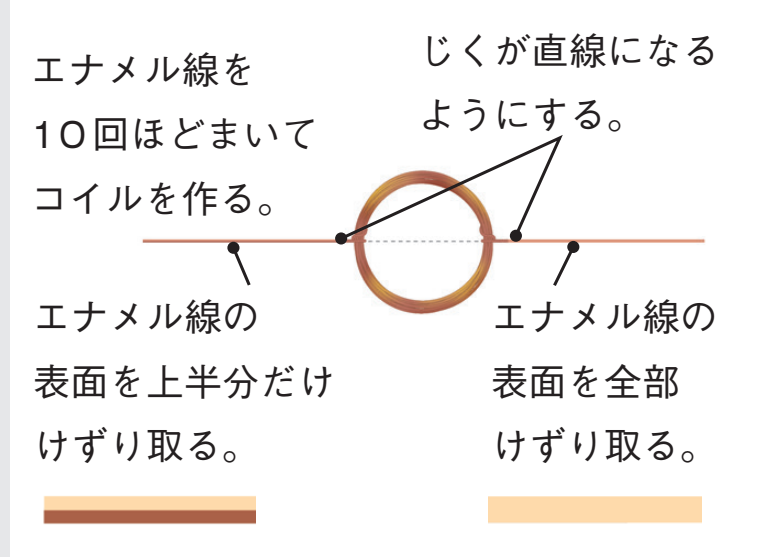 エナメル線を
10回ほどまいて
コイルを作る。
じくが直線になる
ようにする。
エナメル線の
表面を上半分だけ
けずり取る。
エナメル線の
表面を全部
けずり取る。